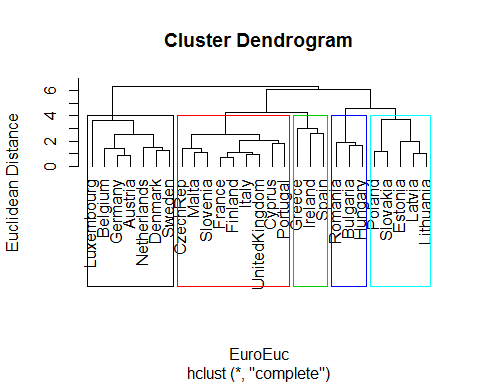 Cluster Dendrogram
Euclidean Distance
6
4
2
0
Luxembourg
Belgium
Germany
Austria
Netherlands
Denmark
Sweden
CzechRep
Malta
Slovenia
France
Finland
Italy
UnitedKingdom
Cyprus
Portugal
Greece
Ireland
Spain
Romania
Bulgaria
Hungary
Poland
Slovakia
Estonia
Latvia
Lithuania
EuroEuc
hclust (*, "complete")